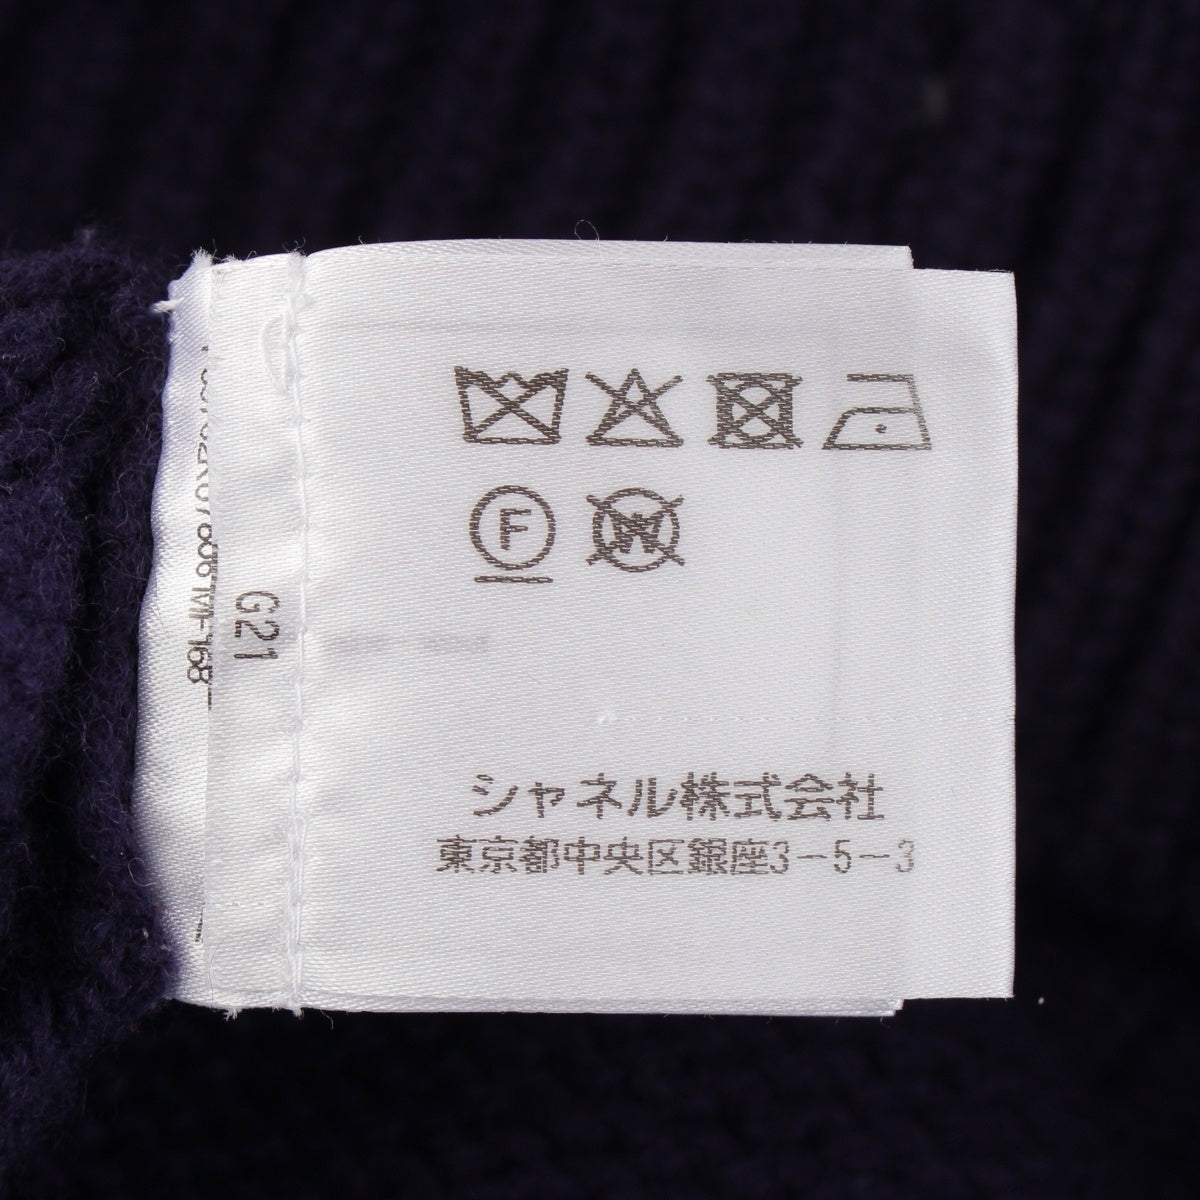 F W
シャネル株式会社
東京都中央区銀座3-5-3
G21